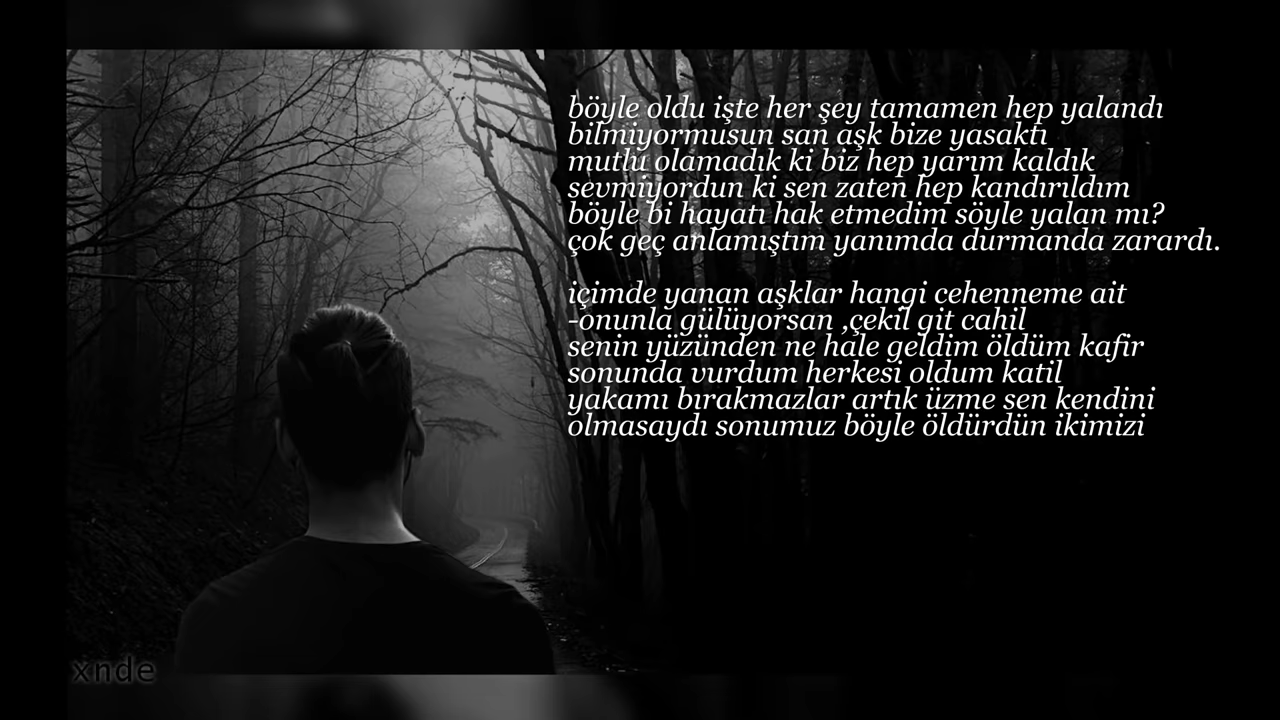 böyle oldu işte her şey tamamen hep yalandı
bilmiyormusun san aşk bize yasaktı
mutlu olamadık ki biz hep yarım kaldık
sevmiyordun ki sen zaten hep kandırıldım
böyle bi hayatı hak etmedim söyle yalan mı?
çok geç anlamıştım yanımda durmanda zarardı.
içimde yanan aşklar hangi cehenneme ait
-onunla gülüyorsan ,çekil git cahil
senin yüzünden ne hale geldim öldüm kafir
sonunda vurdum herkesi oldum katil
yakamı bırakmazlar artık üzme sen kendini
olmasaydı sonumuz böyle öldürdün ikimizi
xnde